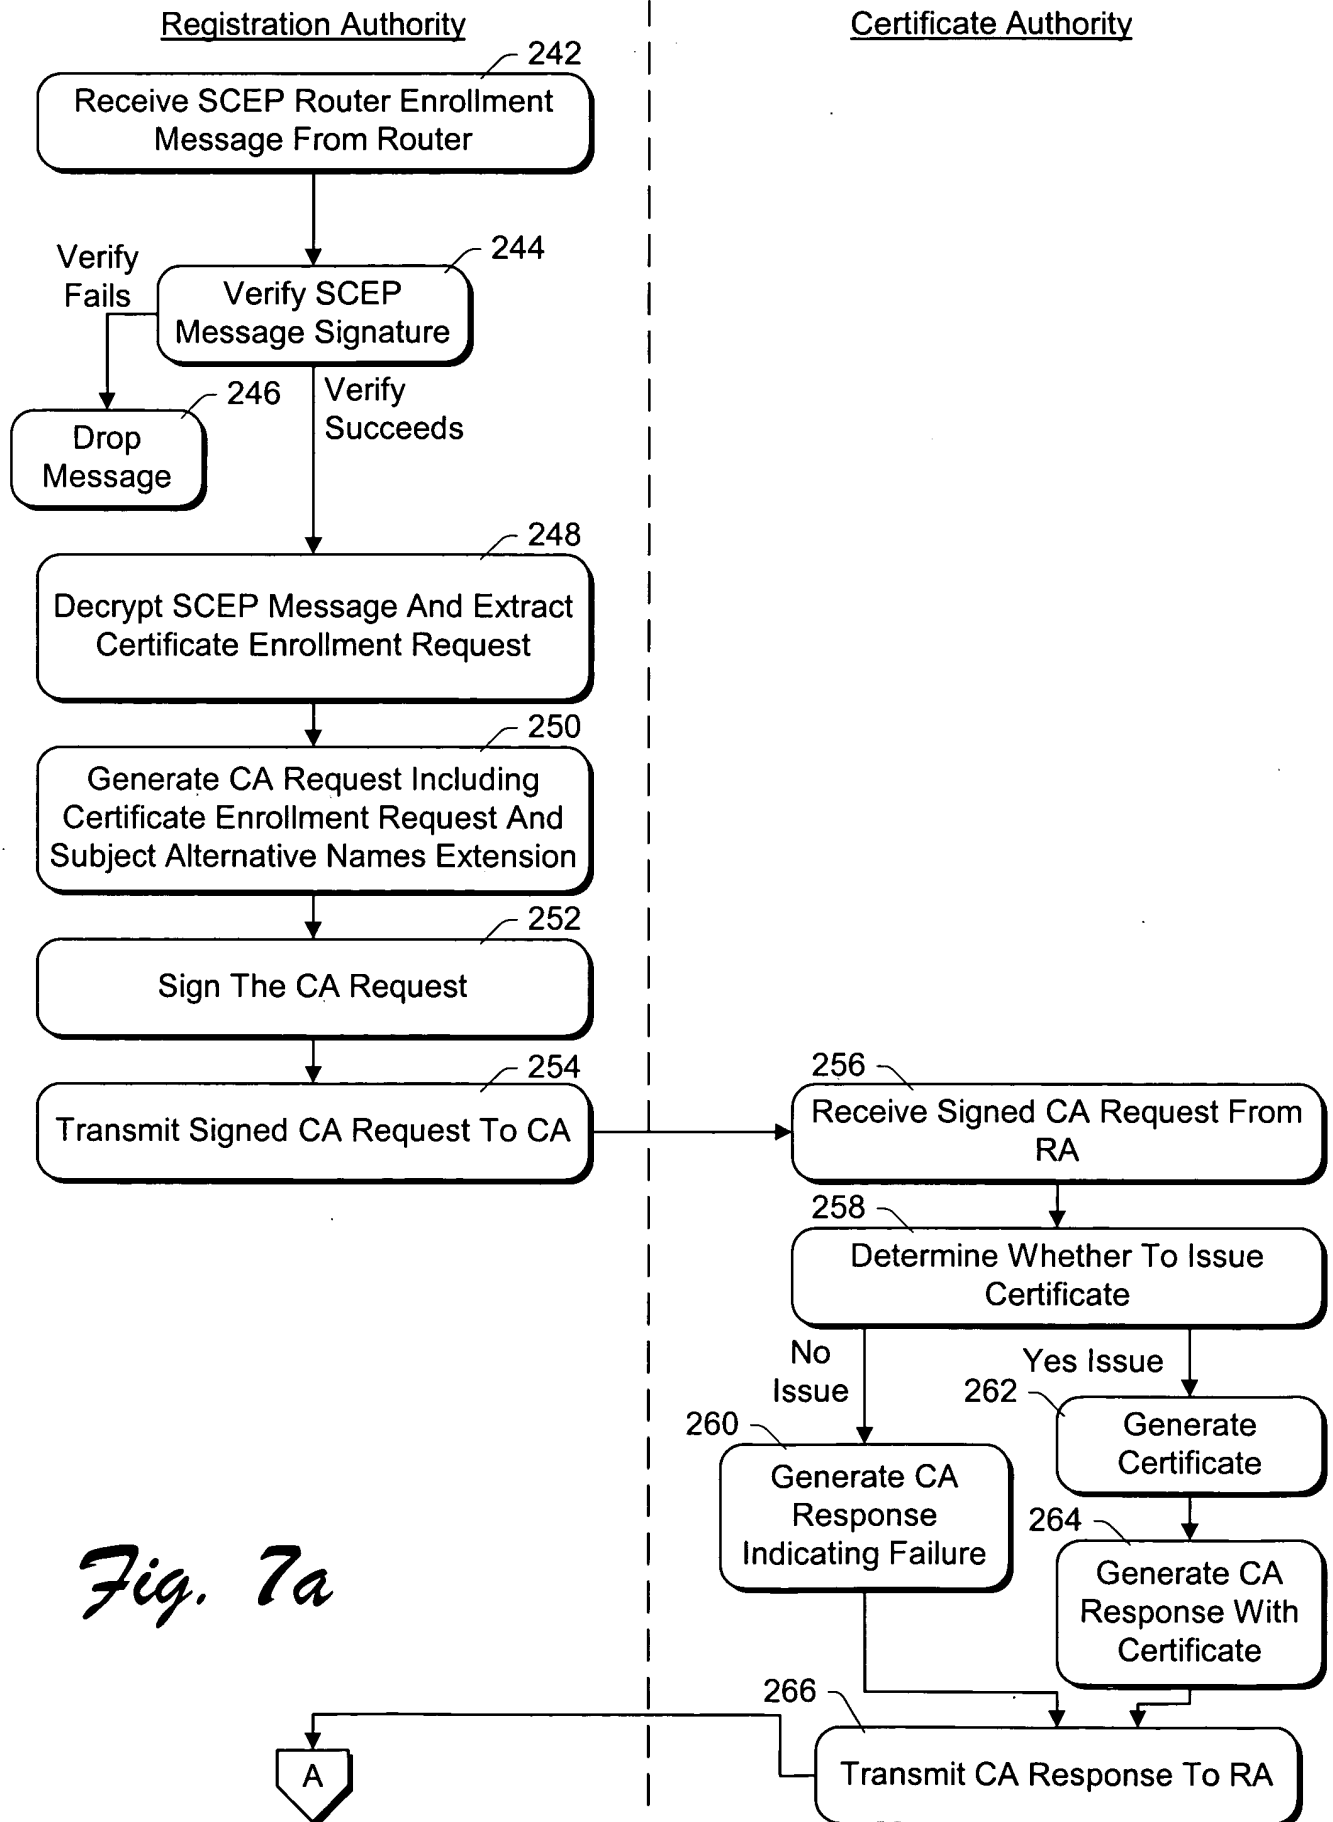 Registration Authority
Certificate Authority
242
Receive SCEP Router Enrollment
Message From Router
244
Verify
Fails
Verify SCEP
Message Signature
246
Verify
Succeeds
Drop
Message
248
Decrypt SCEP Message And Extract
Certificate Enrollment Request
250
Generate CA Request Including
Certificate Enrollment Request And
Subject Alternative Names Extension
252
Sign The CA Request
254
Transmit Signed CA Request To CA
256
Receive Signed CA Request From
RA
258
Determine Whether To Issue
Certificate
No
Issue
Yes Issue
260
Generate CA
Response
Indicating Failure
262
Generate
Certificate
264
Generate CA
Response With
Certificate
266
Transmit CA Response To RA
A
Fig. 7a